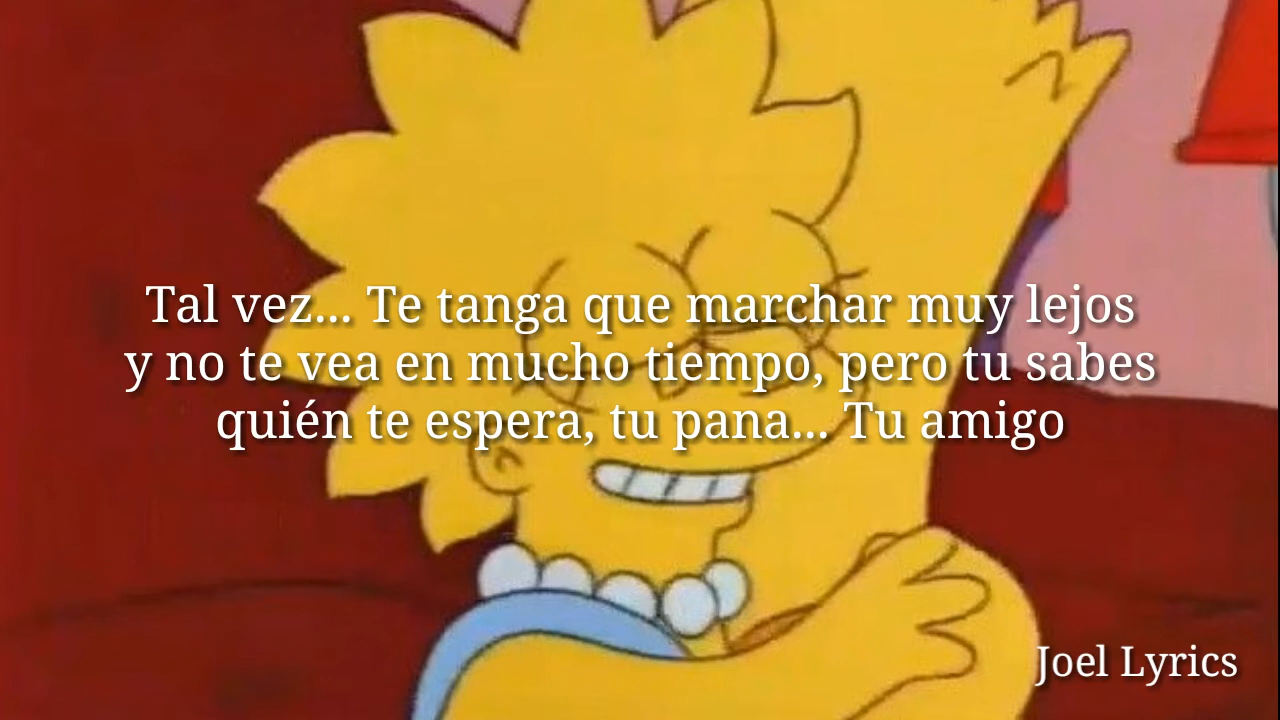 Tal vez... Te tanga que marchar muy lejos
y no te vea en mucho tiempo, pero tu sabes
quién te espera, tu pana... Tu amigo
Joel Lyrics